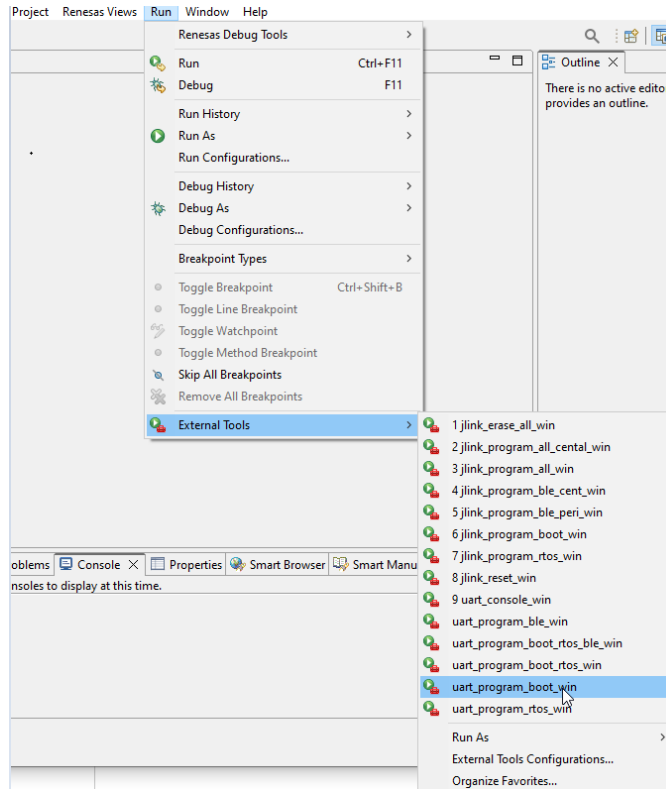 Project Renesas Views Run Window Help
Renesas Debug Tools
Run Ctrl+F11
Debug F11
Run History
Run As
Run Configurations...
Debug History
Debug As
Debug Configurations...
Breakpoint Types
Toggle Breakpoint Ctrl+Shift+B
Toggle Line Breakpoint
Toggle Watchpoint
Toggle Method Breakpoint
Skip All Breakpoints
Remove All Breakpoints
External Tools
Outline
There is no active edito
provides an outline.
1 jlink_erase_all_win
2 jlink_program_all_cental_win
3 jlink_program_all_win
4 jlink_program_ble_cent_win
5 jlink_program_ble_peri_win
6 jlink_program_boot_win
7 jlink_program_rtos_win
8 jlink_reset_win
9 uart_console_win
uart_program_ble_win
uart_program_boot_rtos_ble_win
uart_program_boot_rtos_win
uart_program_boot_win
uart_program_rtos_win
Run As
External Tools Configurations...
Organize Favorites...
oblems Console Properties Smart Browser Smart Manu
nsoles to display at this time.